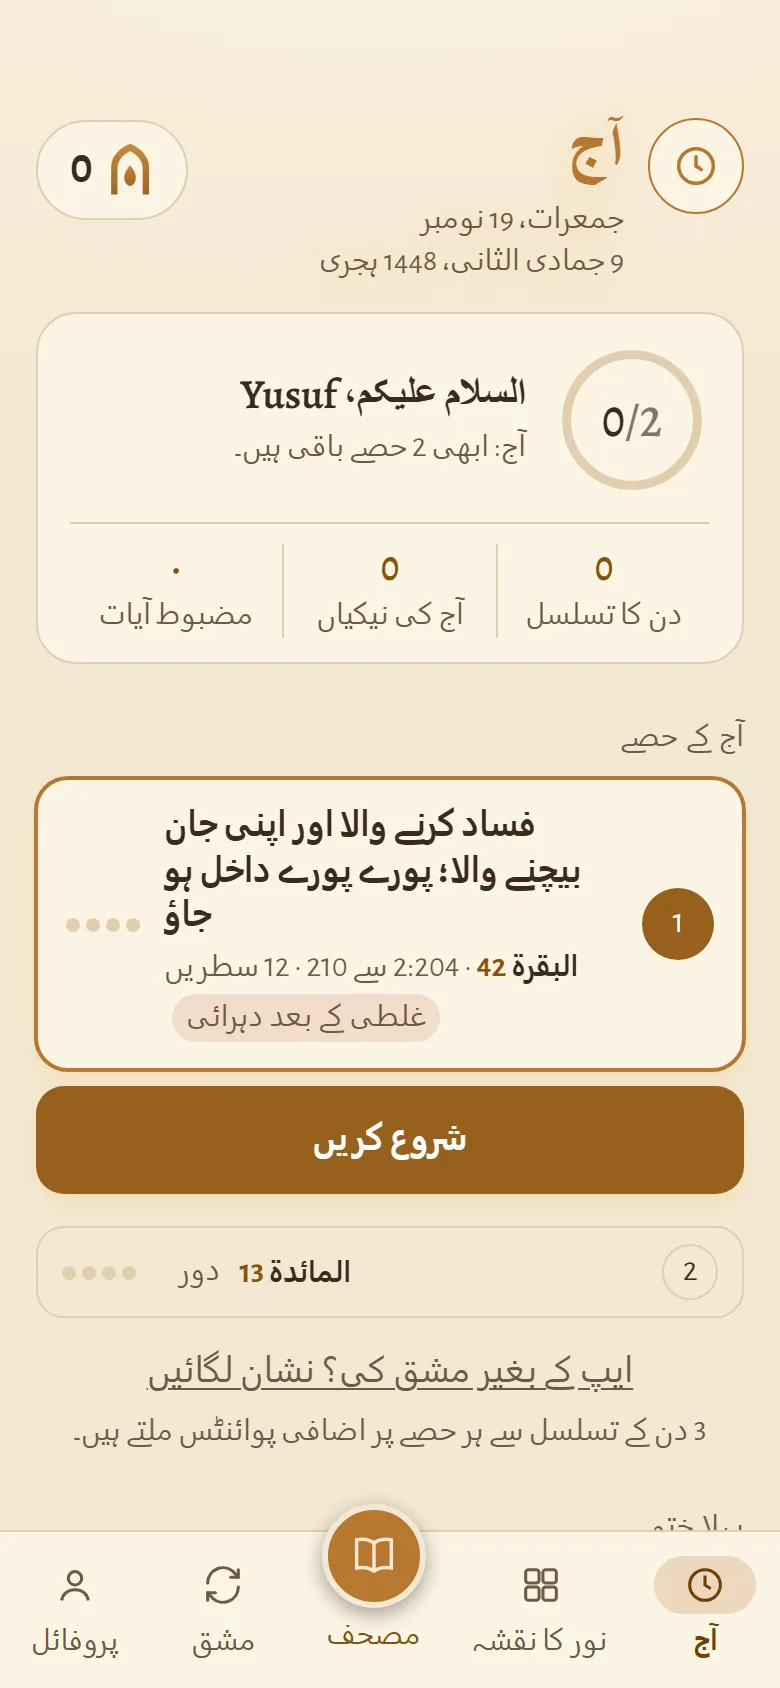 آج
0
جمعرات، 19 نومبر
9 جمادی الثانی، 1448 ہجری
0/2
السلام علیکم، Yusuf
آج: ابھی 2 حصے باقی ہیں۔
0
دن کا تسلسل
0
آج کی نیکیاں
·
مضبوط آیات
آج کے حصے
1
فساد کرنے والا اور اپنی جان
بیچنے والا؛ پورے پورے داخل ہو
جاؤ
البقرة 42 · 2:204 سے 210 · 12 سطریں
غلطی کے بعد دہرائی
شروع کریں
2
المائدة 13 دور
ایپ کے بغیر مشق کی؟ نشان لگائیں
3 دن کے تسلسل سے ہر حصے پر اضافی پوائنٹس ملتے ہیں۔
آج
نور کا نقشہ
مصحف
مشق
پروفائل